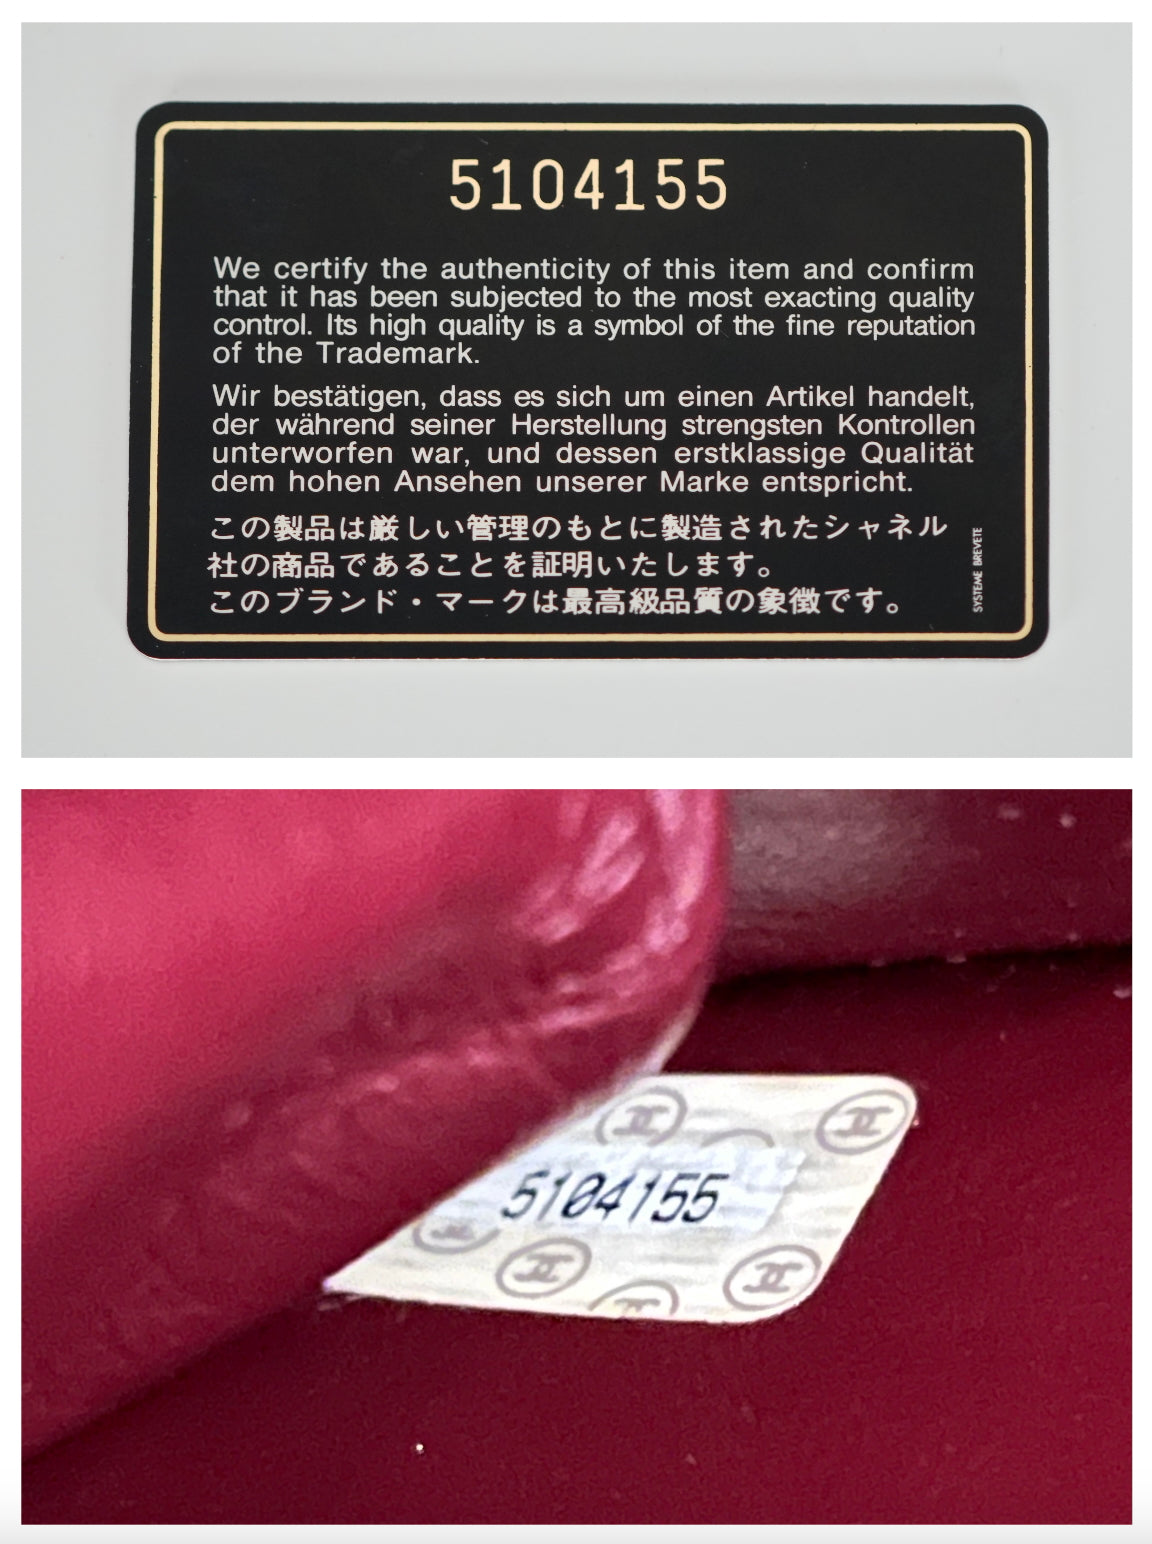 5104155
We certify the authenticity of this item and confirm
that it has been subjected to the most exacting quality
control. Its high quality is a symbol of the fine reputation
of the Trademark.
Wir bestätigen, dass es sich um einen Artikel handelt,
der während seiner Herstellung strengsten Kontrollen
unterworfen war, und dessen erstklassige Qualität
dem hohen Ansehen unserer Marke entspricht.
この製品は厳しい管理のもとに製造されたシャネル
社の商品であることを証明いたします。
このブランド・マークは最高級品質の象徴です。
SYSTEME BREVETE
5104155